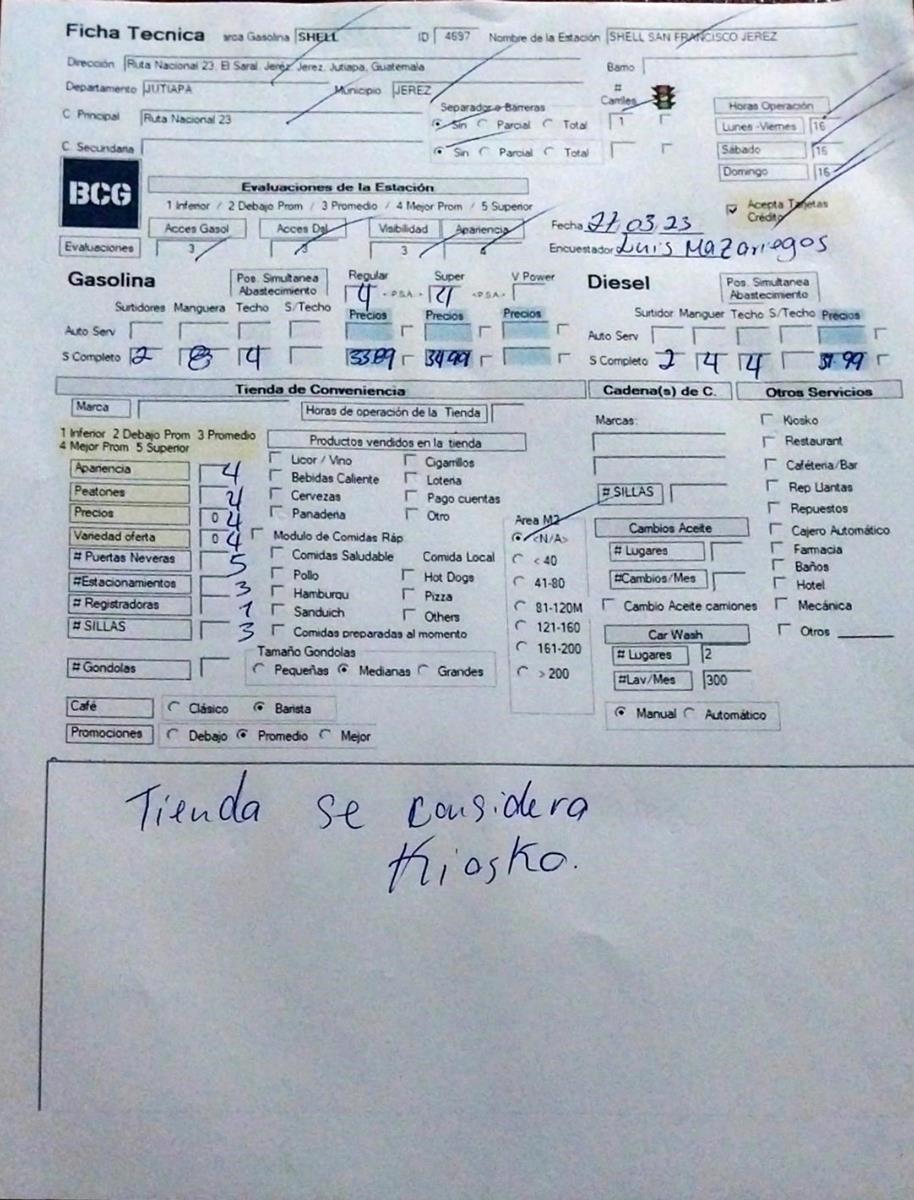 Ficha Tecnica arca Gasolina SHELL ID 4697 Nombre de la Estación SHELL SAN FRANCISCO JEREZ
Dirección Ruta Nacional 23, El Saral, Jeréz, Jerez, Jutiapa, Guatemala Barrio
Departamento JUTIAPA Municipio JEREZ
Separador o Barreras # Carriles Horas Operación
C Principal Ruta Nacional 23 Sin Parcial Total 1 Lunes -Viernes 16
C. Secundaria Sin Parcial Total Sábado 16
Domingo 16
BCG Evaluaciones de la Estación
1 Inferior / 2 Debajo Prom / 3 Promedio / 4 Mejor Prom / 5 Superior
Acepta Tarjetas Crédito
Acces Gasol Acces Dsl Visibilidad Apariencia Fecha 27,03,23
Evaluaciones 3 3 3 Encuestador Luis Mazariegos
Gasolina Pos. Simultanea Abastecimiento Regular Super V Power
4 <-P.S.A.-> 4 <-P.S.A.->
Surtidores Manguera Techo S/Techo Precios Precios Precios
Auto Serv
S Completo 2 8 4 33.89 34.99
Diesel Pos. Simultanea Abastecimiento
Surtidor Manguer Techo S/Techo Precios
Auto Serv
S Completo 2 4 4 31.99
Tienda de Conveniencia
Marca Horas de operación de la Tienda
1 Inferior 2 Debajo Prom 3 Promedio
4 Mejor Prom 5 Superior
Apariencia 4
Peatones 4
Precios 0 4
Variedad oferta 0 4
# Puertas Neveras 5
#Estacionamientos 3
# Registradoras 1
# SILLAS 3
# Gondolas
Productos vendidos en la tienda
Licor / Vino Cigarrillos
Bebidas Caliente Loteria
Cervezas Pago cuentas
Panaderia Otro
Modulo de Comidas Ráp
Comidas Saludable Comida Local
Pollo Hot Dogs
Hamburgu Pizza
Sanduich Others
Comidas preparadas al momento
Tamaño Gondolas
Pequeñas Medianas Grandes
Café Clásico Barista
Promociones Debajo Promedio Mejor
Area M2
<N/A>
< 40
41-80
81-120M
121-160
161-200
> 200
Cadena(s) de C.
Marcas:
# SILLAS
Cambios Aceite
# Lugares
#Cambios/Mes
Cambio Aceite camiones
Car Wash
# Lugares 2
#Lav/Mes 300
Manual Automático
Otros Servicios
Kiosko
Restaurant
Caféteria/Bar
Rep Llantas
Repuestos
Cajero Automático
Farmacia
Baños
Hotel
Mecánica
Otros
Tienda se considera
Kiosko.